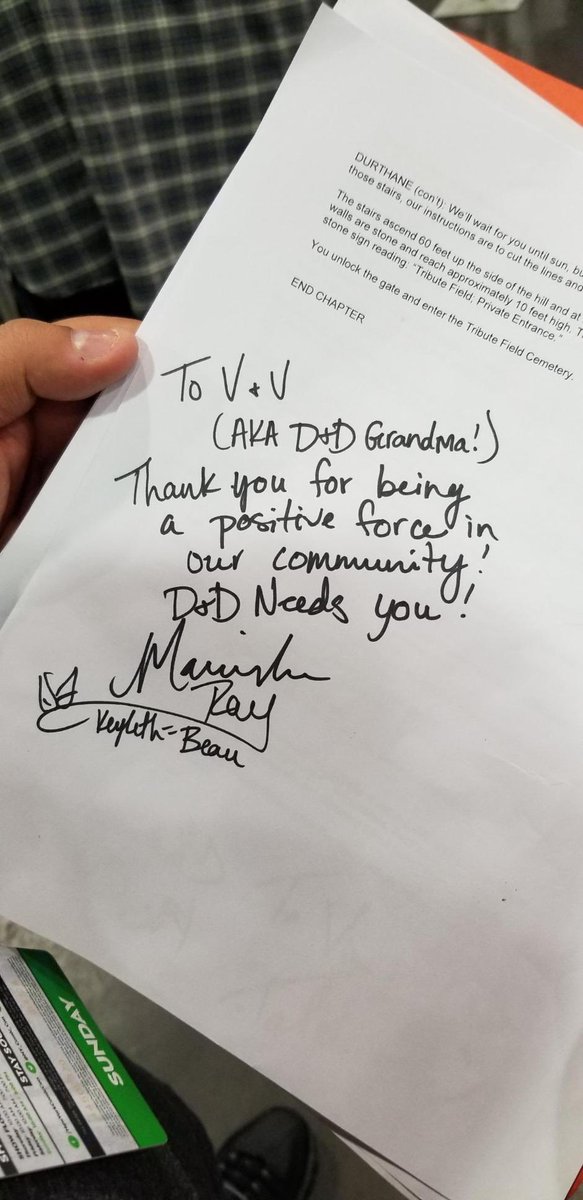 DURTHANE (con't): We'll wait for you until sun, bu
those stairs, our instructions are to cut the lines and
The stairs ascend 60 feet up the side of the hill and at
walls are stone and reach approximately 10 feet high. T
stone sign reading: "Tribute Field: Private Entrance."
You unlock the gate and enter the Tribute Field Cemetery.
END CHAPTER
To V & V
(AKA D&D Grandma!)
Thank you for being
a positive force in
our community!
D&D Needs you!
Marisha
Ray
Keyleth - Beau
SUNDAY